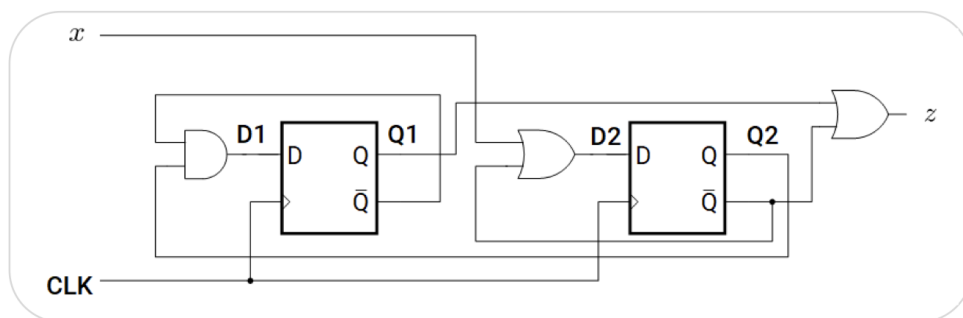 x
D1 D Q Q1 D2 D Q Q2 z
Q̄ Q̄
CLK